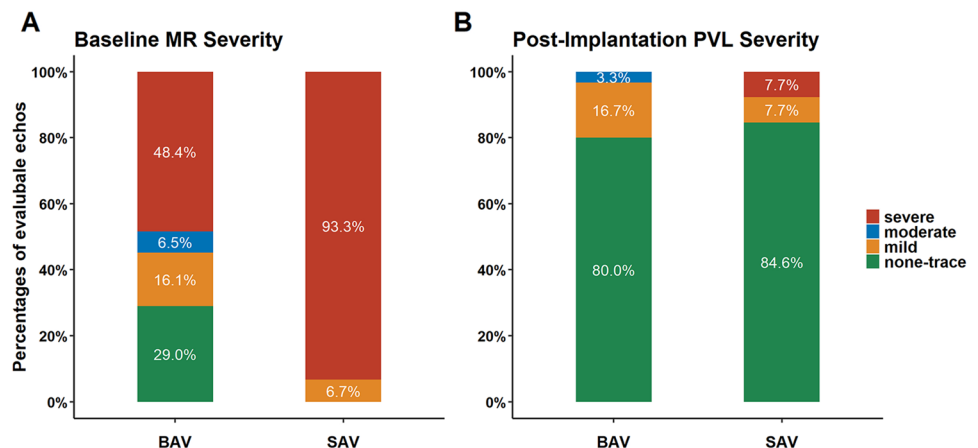 A
Baseline MR Severity
Percentages of evalubale echos
100%
80%
60%
40%
20%
0%
48.4%
6.5%
16.1%
29.0%
93.3%
6.7%
BAV
SAV
B
Post-Implantation PVL Severity
100%
80%
60%
40%
20%
0%
3.3%
16.7%
80.0%
7.7%
7.7%
84.6%
BAV
SAV
severe
moderate
mild
none-trace